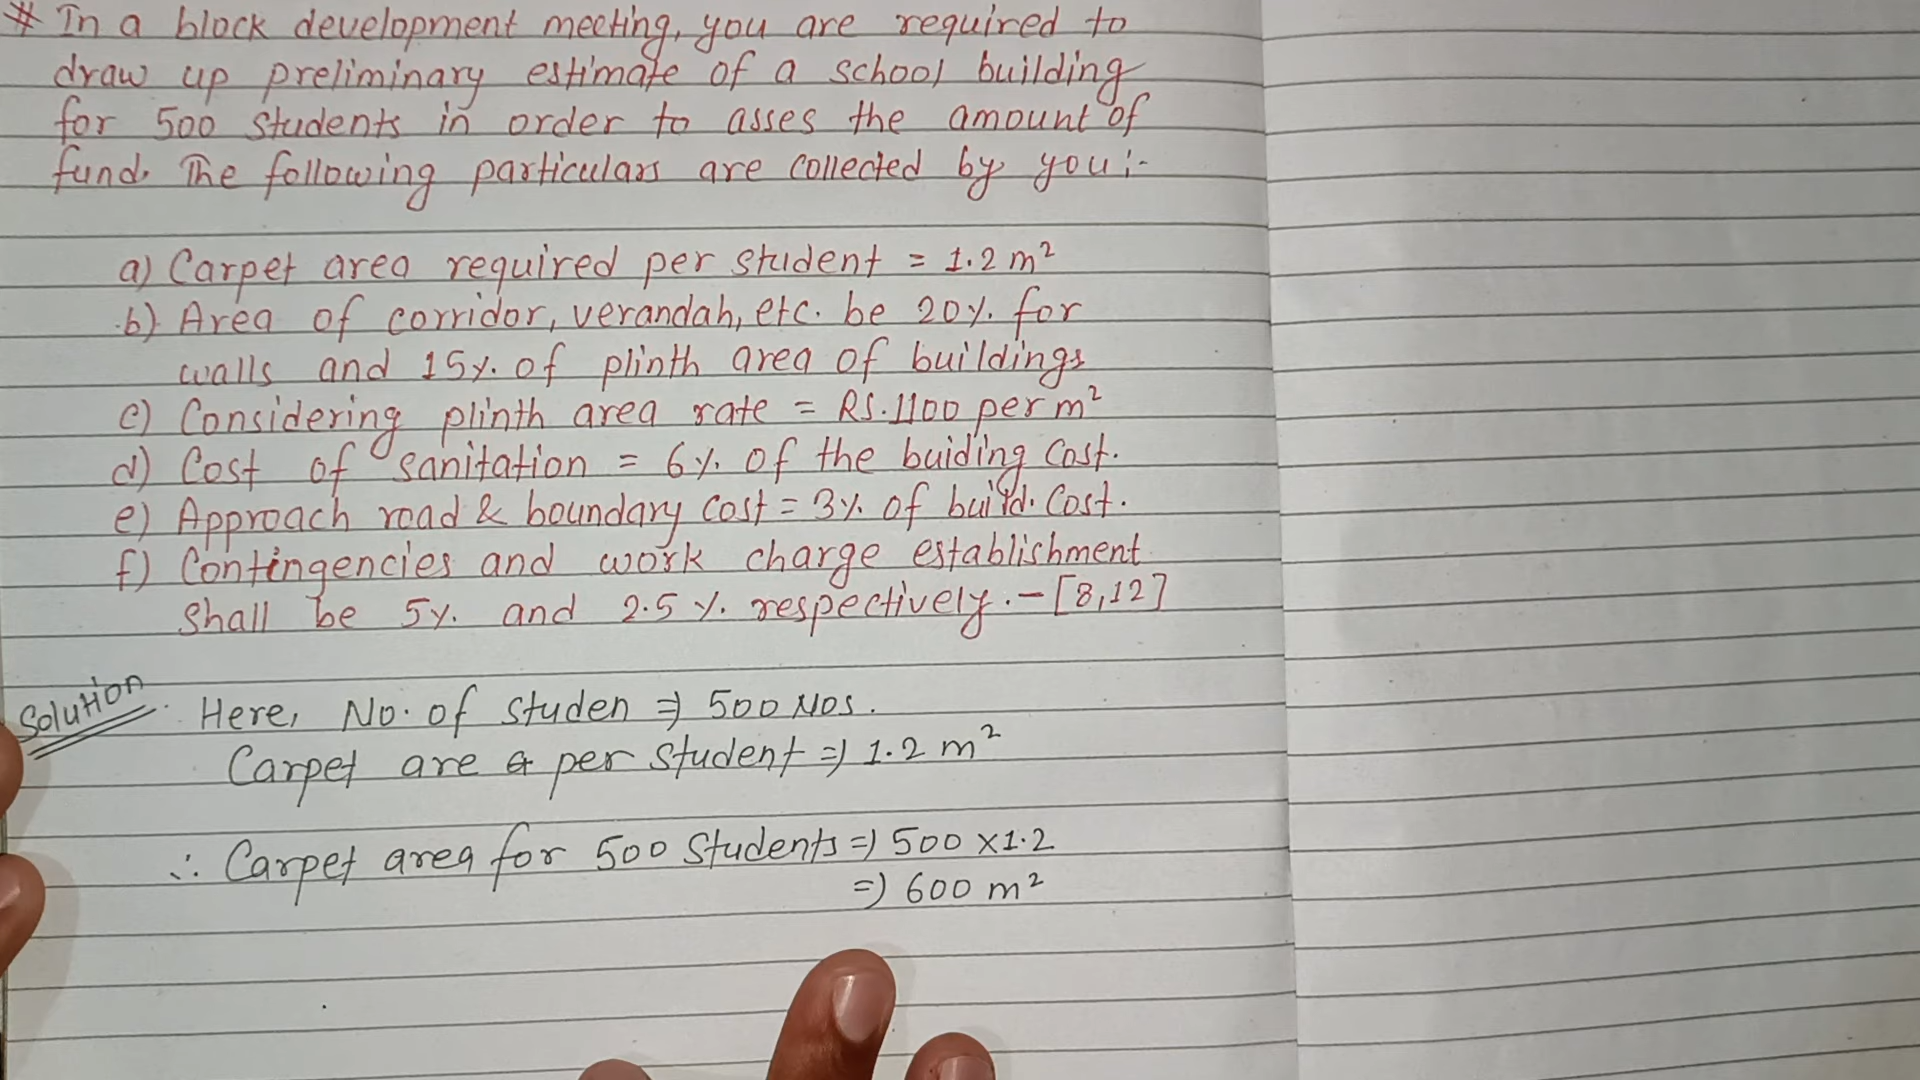 # In a block development meeting, you are required to
draw up preliminary estimate of a school building
for 500 students in order to asses the amount of
fund. The following particulars are collected by you :-
a) Carpet area required per student = 1.2 m²
b) Area of corridor, verandah, etc. be 20% for
walls and 15% of plinth area of buildings
c) Considering plinth area rate = RS. 1100 per m²
d) Cost of sanitation = 6% of the buiding Cost.
e) Approach road & boundary cost = 3% of build. Cost.
f) Contingencies and work charge establishment
shall be 5% and 2.5 % respectively. - [8,12]
Solution. Here, No. of studen => 500 NOS.
Carpet are per student => 1.2 m²
∴ Carpet area for 500 students => 500 x1.2
=> 600 m²